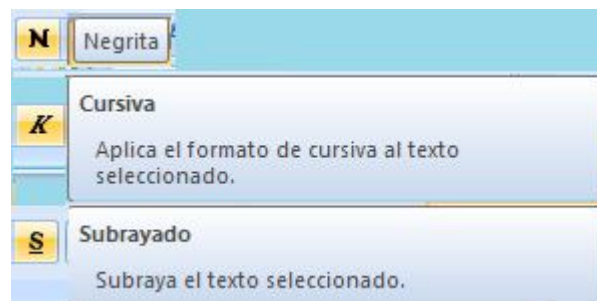 N Negrita
Cursiva
K
Aplica el formato de cursiva al texto
seleccionado.
S Subrayado
Subraya el texto seleccionado.